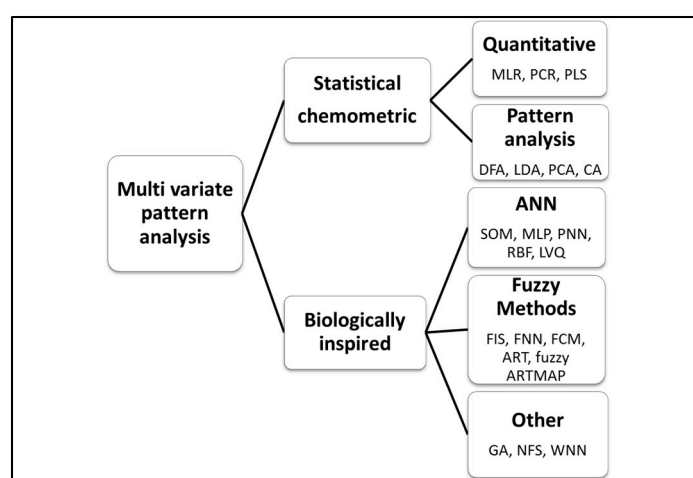 Multi variate
pattern
analysis
Statistical
chemometric
Quantitative
MLR, PCR, PLS
Pattern
analysis
DFA, LDA, PCA, CA
Biologically
inspired
ANN
SOM, MLP, PNN,
RBF, LVQ
Fuzzy
Methods
FIS, FNN, FCM,
ART, fuzzy
ARTMAP
Other
GA, NFS, WNN